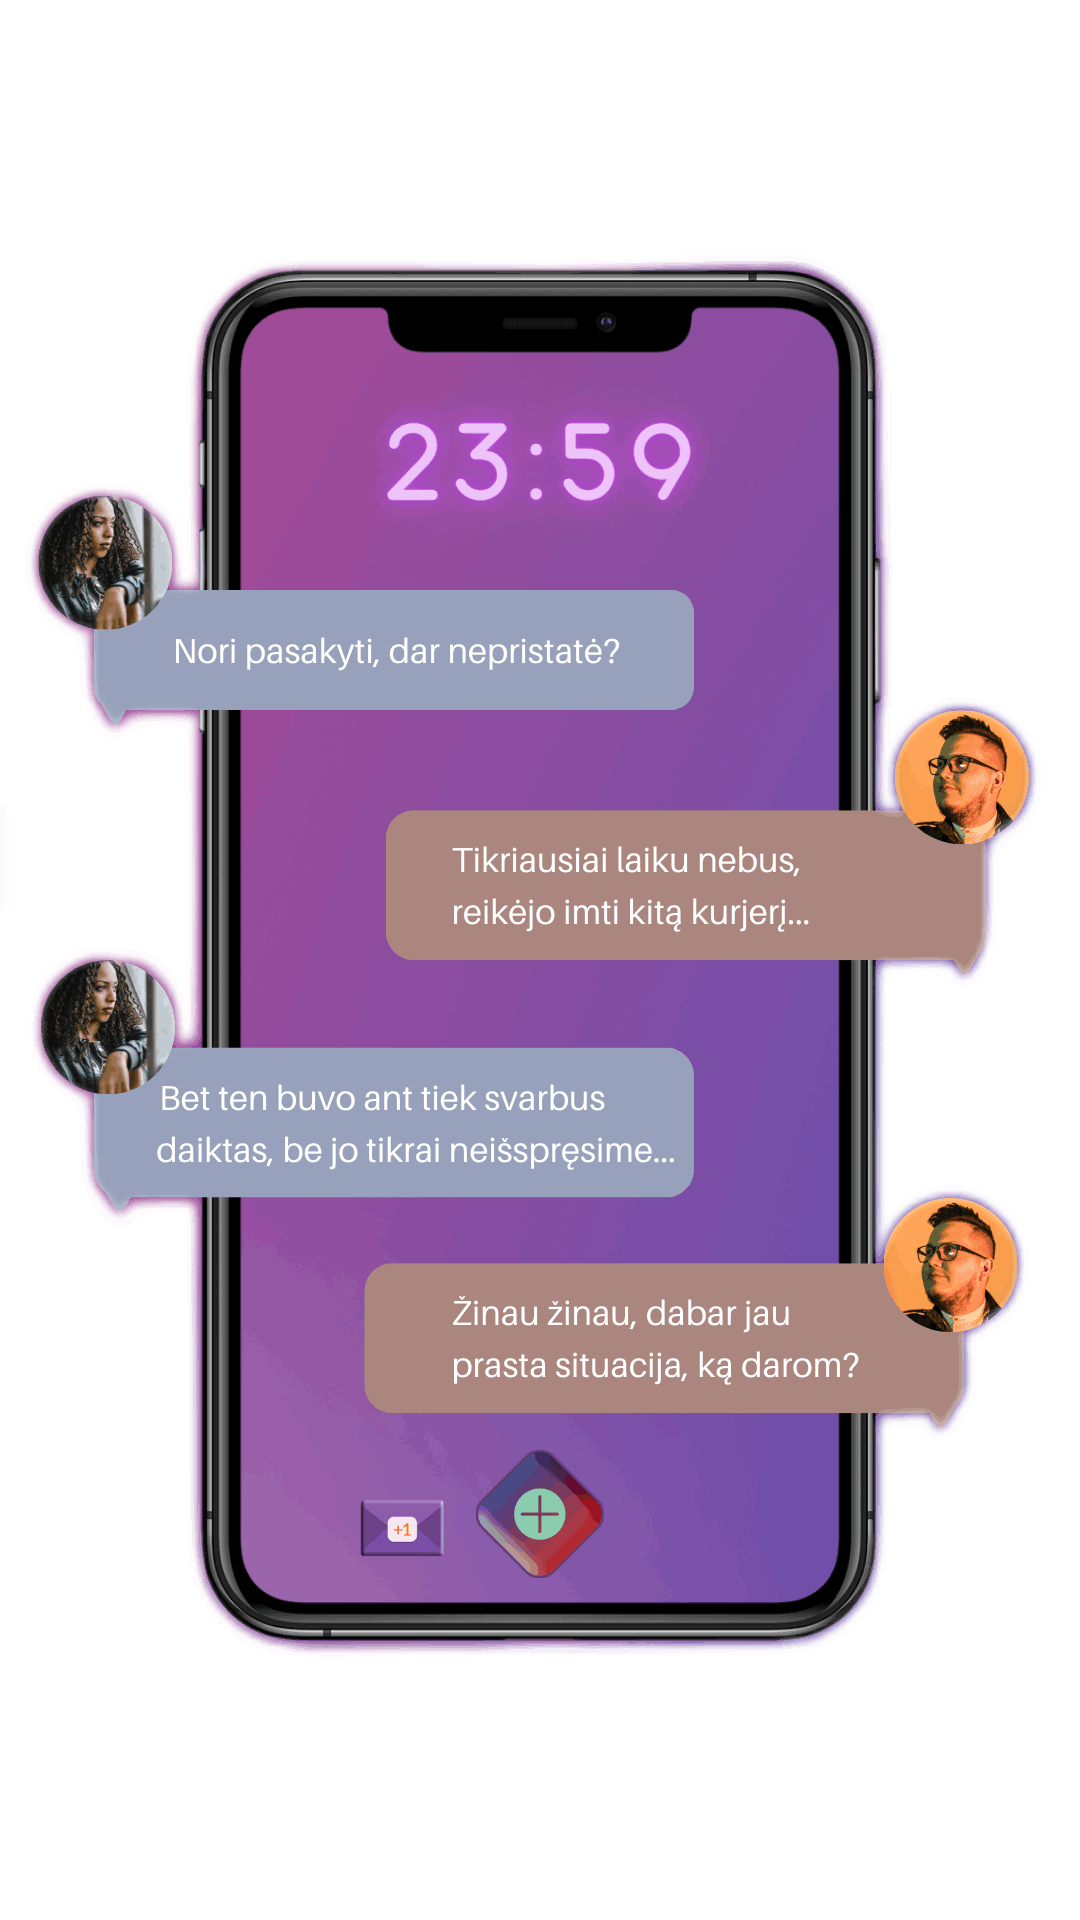 23:59
Nori pasakyti, dar nepristatė?
Tikriausiai laiku nebus,
reikėjo imti kitą kurjerį...
Bet ten buvo ant tiek svarbus
daiktas, be jo tikrai neišspręsime...
Žinau žinau, dabar jau
prasta situacija, ką darom?
+1